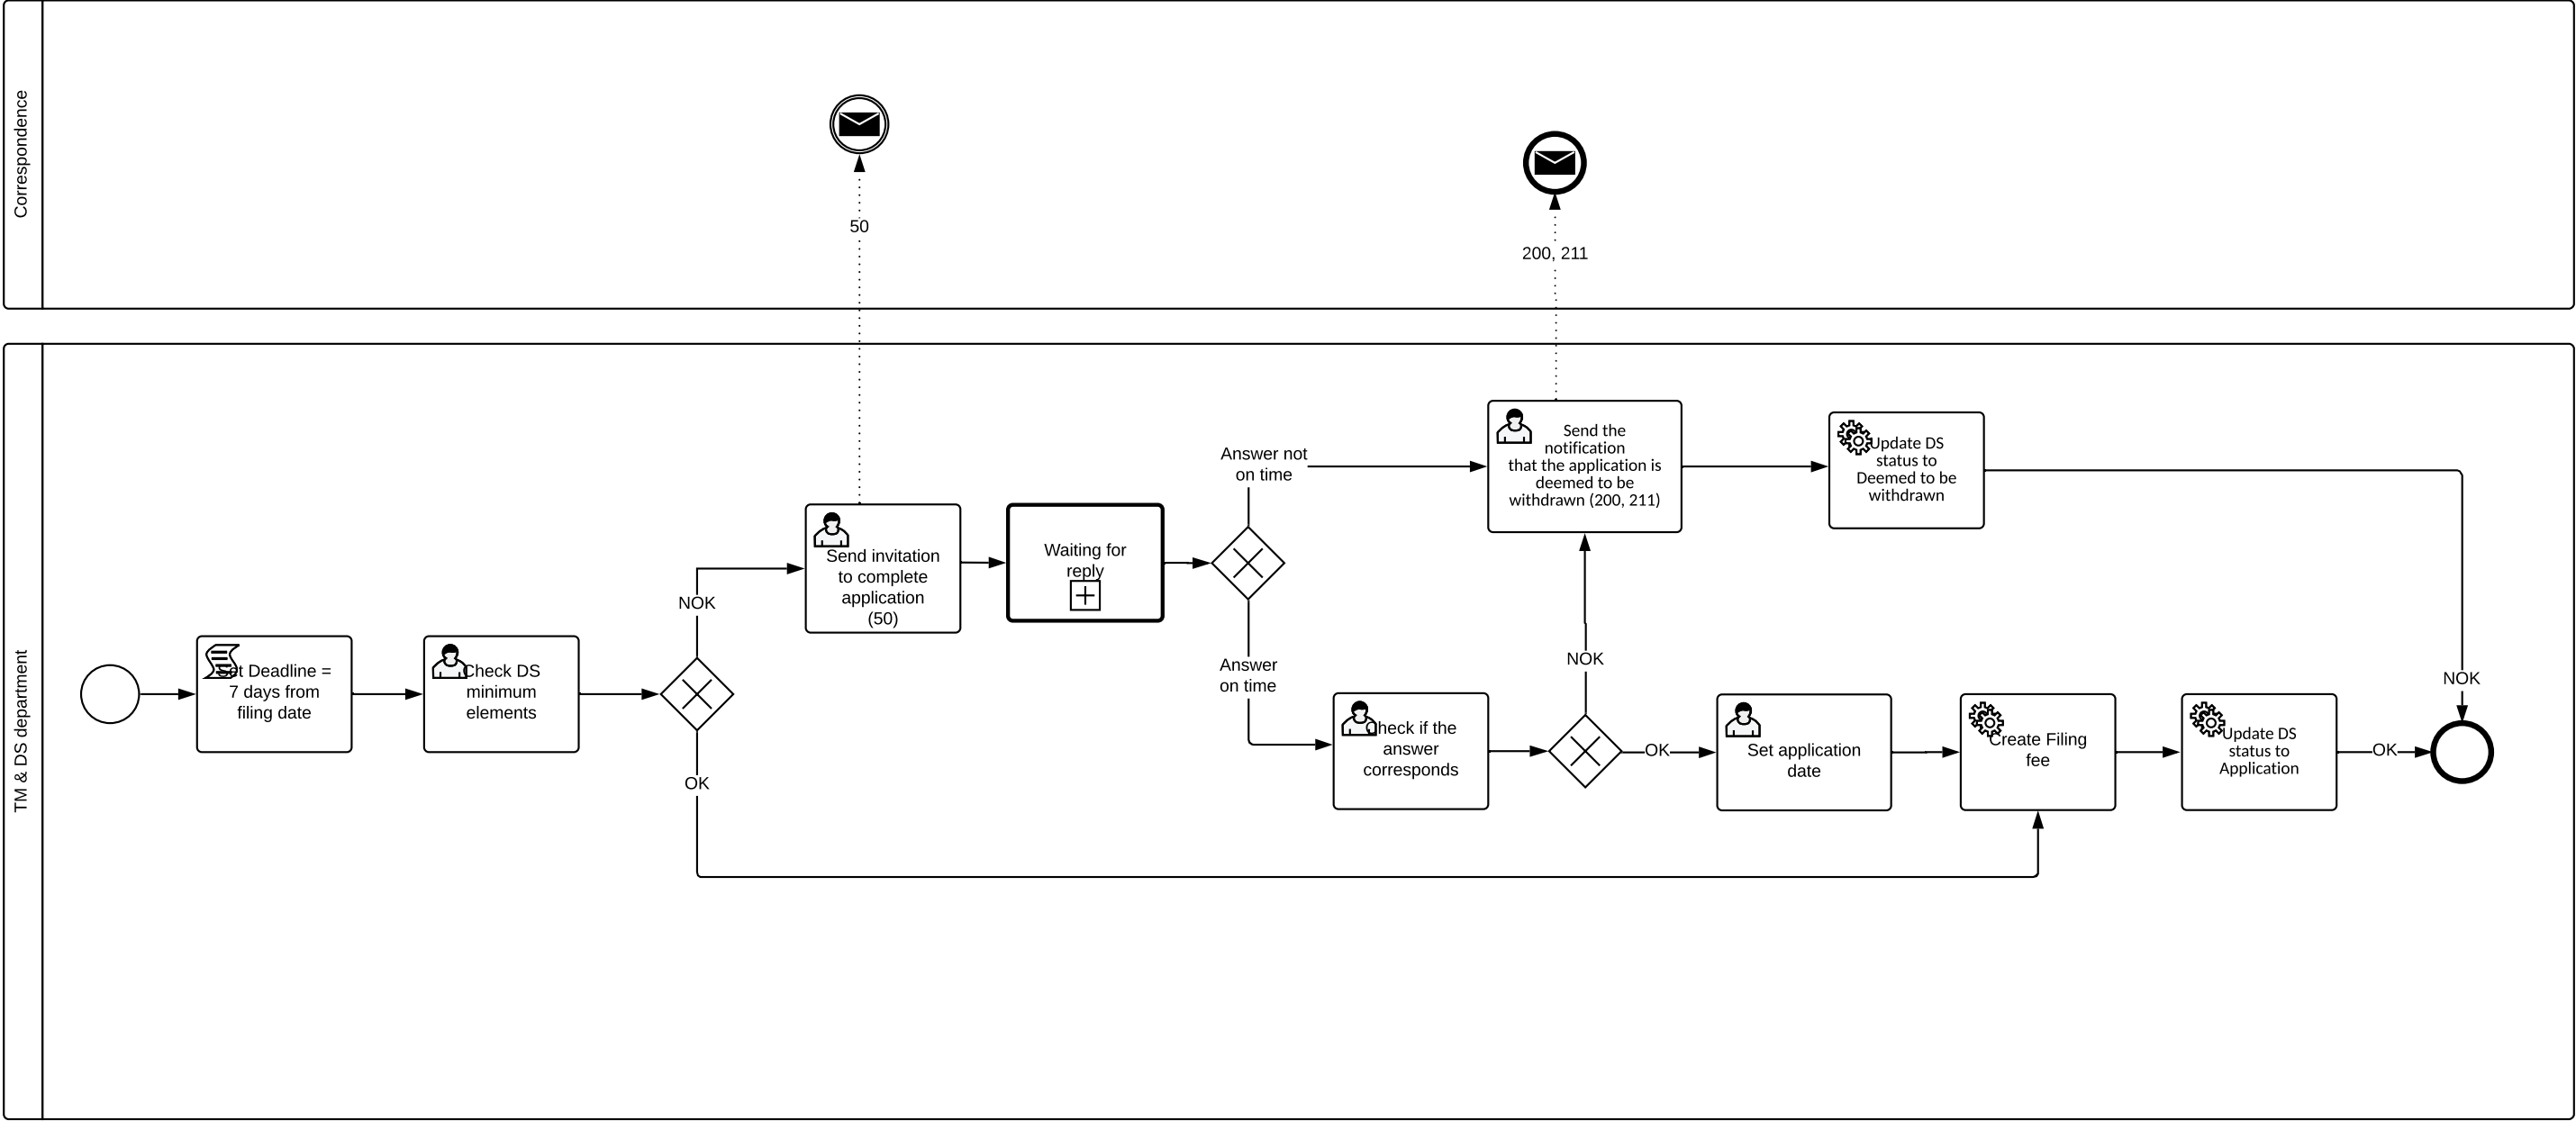 Correspondence
50
200, 211
TM & DS department
Set Deadline =
7 days from
filing date
Check DS
minimum
elements
NOK
OK
Send invitation
to complete
application
(50)
Waiting for
reply
Answer not
on time
Answer
on time
Send the
notification
that the application is
deemed to be
withdrawn (200, 211)
Update DS
status to
Deemed to be
withdrawn
Check if the
answer
corresponds
NOK
OK
Set application
date
Create Filing
fee
Update DS
status to
Application
OK
NOK